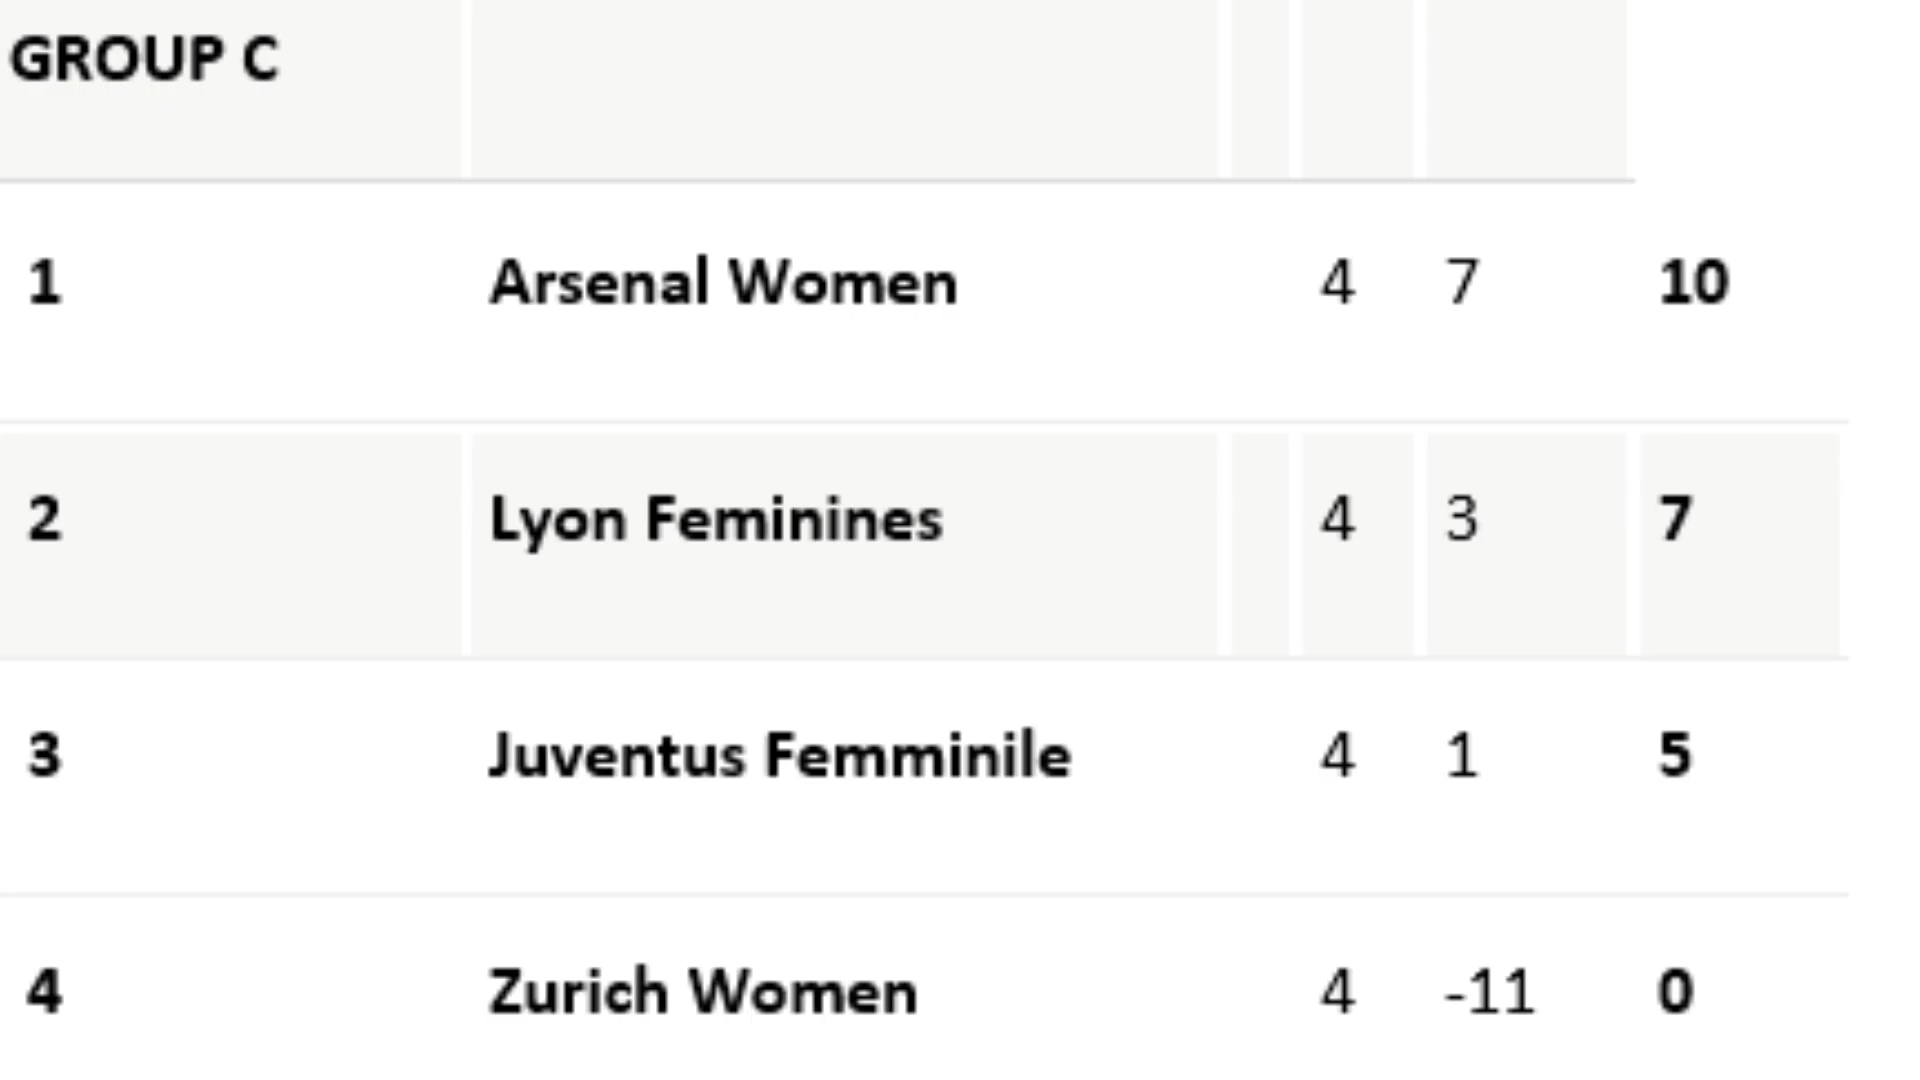 GROUP C
1 Arsenal Women 4 7 10
2 Lyon Feminines 4 3 7
3 Juventus Femminile 4 1 5
4 Zurich Women 4 -11 0